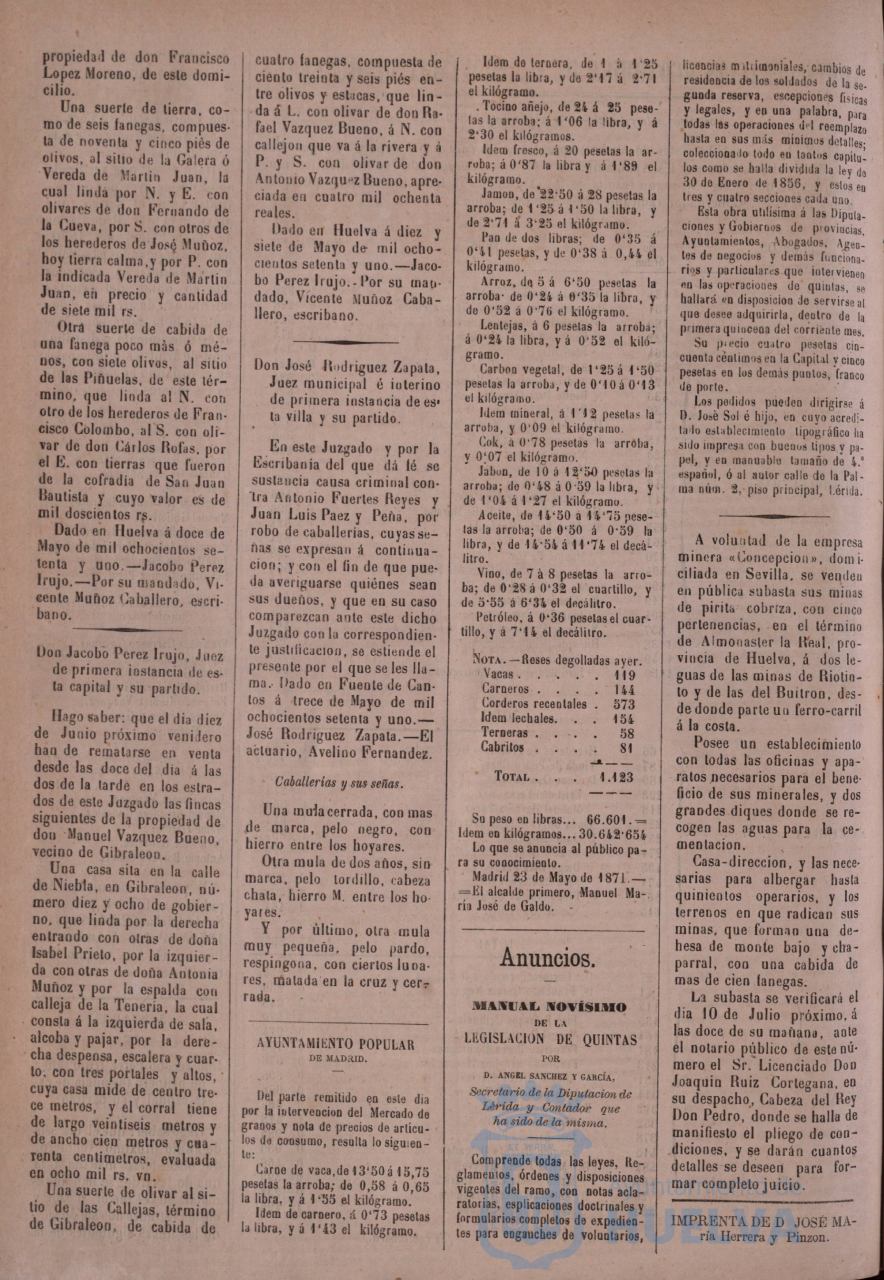 propiedad de don Francisco
Lopez Moreno, de este domi-
cilio.
Una suerte de tierra, co-
mo de seis fanegas, compues-
ta de noventa y cinco piés de
olivos, al sitio de la Galera ó
Vereda de Martin Juan, la
cual linda por N. y E. con
olivares de don Fernando de
la Cueva, por S. con otros de
los herederos de José Muñoz,
hoy tierra calma, y por P. con
la indicada Vereda de Martin
Juan, en precio y cantidad
de siete mil rs.
Otra suerte de cabida de
una fanega poco más ó mé-
nos, con siete olivos, al sitio
de las Piñuelas, de este tér-
mino, que linda al N. con
otro de los herederos de Fran-
cisco Colombo, al S. con oli-
var de don Cárlos Rofas, por
el E. con tierras que fueron
de la cofradia de San Juan
Bautista y cuyo valor es de
mil doscientos rs.
Dado en Huelva á doce de
Mayo de mil ochocientos se-
tenta y uno.—Jacobo Perez
Irujo.—Por su mandado, Vi-
cente Muñoz Caballero, escri-
bano.
Don Jacobo Perez Irujo, Juez
de primera instancia de es-
ta capital y su partido.
Hago saber: que el dia diez
de Junio próximo venidero
han de rematarse en venta
desde las doce del dia á las
dos de la tarde en los estra-
dos de este Juzgado las fincas
siguientes de la propiedad de
don Manuel Vazquez Bueno,
vecino de Gibraleon.
Una casa sita en la calle
de Niebla, en Gibraleon, nú-
mero diez y ocho de gobier-
no, que linda por la derecha
entrando con otras de doña
Isabel Prieto, por la izquier-
da con otras de doña Antonia
Muñoz y por la espalda con
calleja de la Teneria, la cual
consta á la izquierda de sala,
alcoba y pajar, por la dere-
cha despensa, escalera y cuar-
to, con tres portales y altos,
cuya casa mide de centro tre-
ce metros, y el corral tiene
de largo veintiseis metros y
de ancho cien metros y cua-
renta centimetros, evaluada
en ocho mil rs. vn.
Una suerte de olivar al si-
tio de las Callejas, término
de Gibraleon, de cabida de
cuatro fanegas, compuesta de
ciento treinta y seis piés en-
tre olivos y estacas, que lin-
da á L. con olivar de don Ra-
fael Vazquez Bueno, á N. con
callejon que va á la rivera y á
P. y S. con olivar de don
Antonio Vazquez Bueno, apre-
ciada en cuatro mil ochenta
reales.
Dado en Huelva á diez y
siete de Mayo de mil ocho-
cientos setenta y uno.—Jaco-
bo Perez Irujo.-Por su man-
dado, Vicente Muñoz Caba-
llero, escribano.
Don José Rodriguez Zapata,
Juez municipal é interino
de primera instancia de es-
ta villa y su partido.
En este Juzgado y por la
Escribania del que dá fé se
sustancia causa criminal con-
tra Antonio Fuertes Reyes y
Juan Luis Paez y Peña, por
robo de caballerías, cuyas se-
ñas se expresan á continua-
cion; y con el fin de que pue-
da averiguarse quiénes sean
sus dueños, y que en su caso
comparezcan ante este dicho
Juzgado con la correspondien-
te justificacion, se estiende el
presente por el que se les lla-
ma. Dado en Fuente de Can-
tos á trece de Mayo de mil
ochocientos setenta y uno.—
José Rodriguez Zapata.—El
actuario, Avelino Fernandez.
Caballerías y sus señas.
Una mula cerrada, con mas
de marca, pelo negro, con
hierro entre los hoyares.
Otra mula de dos años, sin
marca, pelo tordillo, cabeza
chata, hierro M. entre los ho-
yares.
Y por último, otra mula
muy pequeña, pelo pardo,
respingona, con ciertos luna-
res, matada en la cruz y cer-
rada.
AYUNTAMIENTO POPULAR
DE MADRID.
Del parte remitido en este dia
por la intervencion del Mercado de
granos y nota de precios de articu-
los de consumo, resulta lo siguien-
te:
Carne de vaca, de 13'50 á 15,75
pesetas la arroba; de 0,58 á 0,65
la libra, y á 1'55 el kilógramo.
Idem de carnero, á 0'73 pesetas
la libra, y á 1'43 el kilógramo.
Idem de ternera, de 1 á 1'25
pesetas la libra, y de 2'17 á 2'71
el kilógramo.
Tocino añejo, de 24 á 25 pese-
tas la arroba; á 1'06 la libra, y á
2'30 el kilógramos.
Idem fresco, á 20 pesetas la ar-
roba; á 0'87 la libra y á 1'89 el
kilógramo.
Jamon, de 22'50 á 28 pesetas la
arroba; de 1'25 á 1'50 la libra, y
de 2'71 á 3'25 el kilógramo.
Pan de dos libras; de 0'35 á
0'41 pesetas, y de 0'38 á 0,44 el
kilógramo.
Arroz, de 5 á 6'50 pesetas la
arroba· de 0'24 á 0'35 la libra, y
de 0'52 á 0'76 el kilógramo.
Lentejas, á 6 pesetas la arroba;
á 0'24 la libra, y á 0'52 el kiló-
gramo.
Carbon vegetal, de 1'25 á 1'50
pesetas la arroba, y de 0'10 á 0'13
el kilógramo.
Idem mineral, á 1'12 pesetas la
arroba, y 0'09 el kilógramo.
Cok, á 0'78 pesetas la arroba,
y 0'07 el kilógramo.
Jabon, de 10 á 12'50 pesetas la
arroba; de 0'48 á 0'59 la libra, y
de 1'04 á 1'27 el kilógramo.
Aceite, de 14'50 á 14'75 pese-
tas la arroba; de 0'50 á 0'59 la
libra, y de 14'54 á 14'74 el decá-
litro.
Vino, de 7 á 8 pesetas la arro-
ba; de 0'28 á 0'32 el cuartillo, y
de 5'55 á 6'34 el decálitro.
Petróleo, á 0'36 pesetas el cuar-
tillo, y á 7'14 el decálitro.
NOTA.—Reses degolladas ayer.
Vacas . . . . . 119
Carneros . . . . 144
Corderos recentales . 573
Idem lechales. . . 154
Terneras . . . . 58
Cabritos . . . . 81
TOTAL . . . 1.123
Su peso en libras... 66.601.=
Idem en kilógramos... 30.642'654
Lo que se anuncia al público pa-
ra su conocimiento.
Madrid 23 de Mayo de 1871.—
=El alcalde primero, Manuel Ma-
ría José de Galdo.
Anuncios.
MANUAL NOVÍSIMO
DE LA
LEGISLACION DE QUINTAS
POR
D. ANGEL SANCHEZ Y GARCÍA,
Secretario de la Diputacion de
Lérida y Contador que
ha sido de la misma.
Comprende todas las leyes, Re-
glamentos, órdenes y disposiciones
vigentes del ramo, con notas acla-
ratorias, esplicaciones doctrinales y
formularios completos de expedien-
tes para enganches de voluntarios,
licencias matrimoniales, cambios de
residencia de los soldados de la se-
gunda reserva, escepciones físicas
y legales, y en una palabra, para
todas las operaciones del reemplazo
hasta en sus más mínimos detalles;
coleccionado todo en tantos capitu-
los como se halla dividida la ley de
30 de Enero de 1856, y estos en
tres y cuatro secciones cada uno.
Esta obra utilísima á las Diputa-
ciones y Gobiernos de provincias,
Ayuntamientos, Abogados, Agen-
tes de negocios y demás funciona-
rios y particulares que intervienen
en las operaciones de quintas, se
hallará en disposicion de servirse al
que desee adquirirla, dentro de la
primera quincena del corriente mes.
Su precio cuatro pesetas cin-
cuenta céntimos en la Capital y cinco
pesetas en los demás puntos, franco
de porte.
Los pedidos pueden dirigirse á
D. José Sol é hijo, en cuyo acredi-
tado establecimiento tipográfico ha
sido impresa con buenos tipos y pa-
pel, y en manuable tamaño de 4.º
español, ó al autor calle de la Pal-
ma núm. 2, piso principal, Lérida.
A voluntad de la empresa
minera «Concepcion», domi-
ciliada en Sevilla, se venden
en pública subasta sus minas
de pirita cobriza, con cinco
pertenencias, en el término
de Almonaster la Real, pro-
vincia de Huelva, á dos le-
guas de las minas de Riotin-
to y de las del Buitron, des-
de donde parte un ferro-carril
á la costa.
Posee un establecimiento
con todas las oficinas y apa-
ratos necesarios para el bene-
ficio de sus minerales, y dos
grandes diques donde se re-
cogen las aguas para la ce-
mentacion.
Casa-direccion, y las nece-
sarias para albergar hasta
quinientos operarios, y los
terrenos en que radican sus
minas, que forman una de-
hesa de monte bajo y cha-
parral, con una cabida de
mas de cien fanegas.
La subasta se verificará el
dia 10 de Julio próximo, á
las doce de su mañana, ante
el notario público de este nú-
mero el Sr. Licenciado Don
Joaquin Ruiz Cortegana, en
su despacho, Cabeza del Rey
Don Pedro, donde se halla de
manifiesto el pliego de con-
diciones, y se darán cuantos
detalles se deseen para for-
mar completo juicio.
IMPRENTA DE D JOSÉ MA-
ría Herrera y Pinzon.